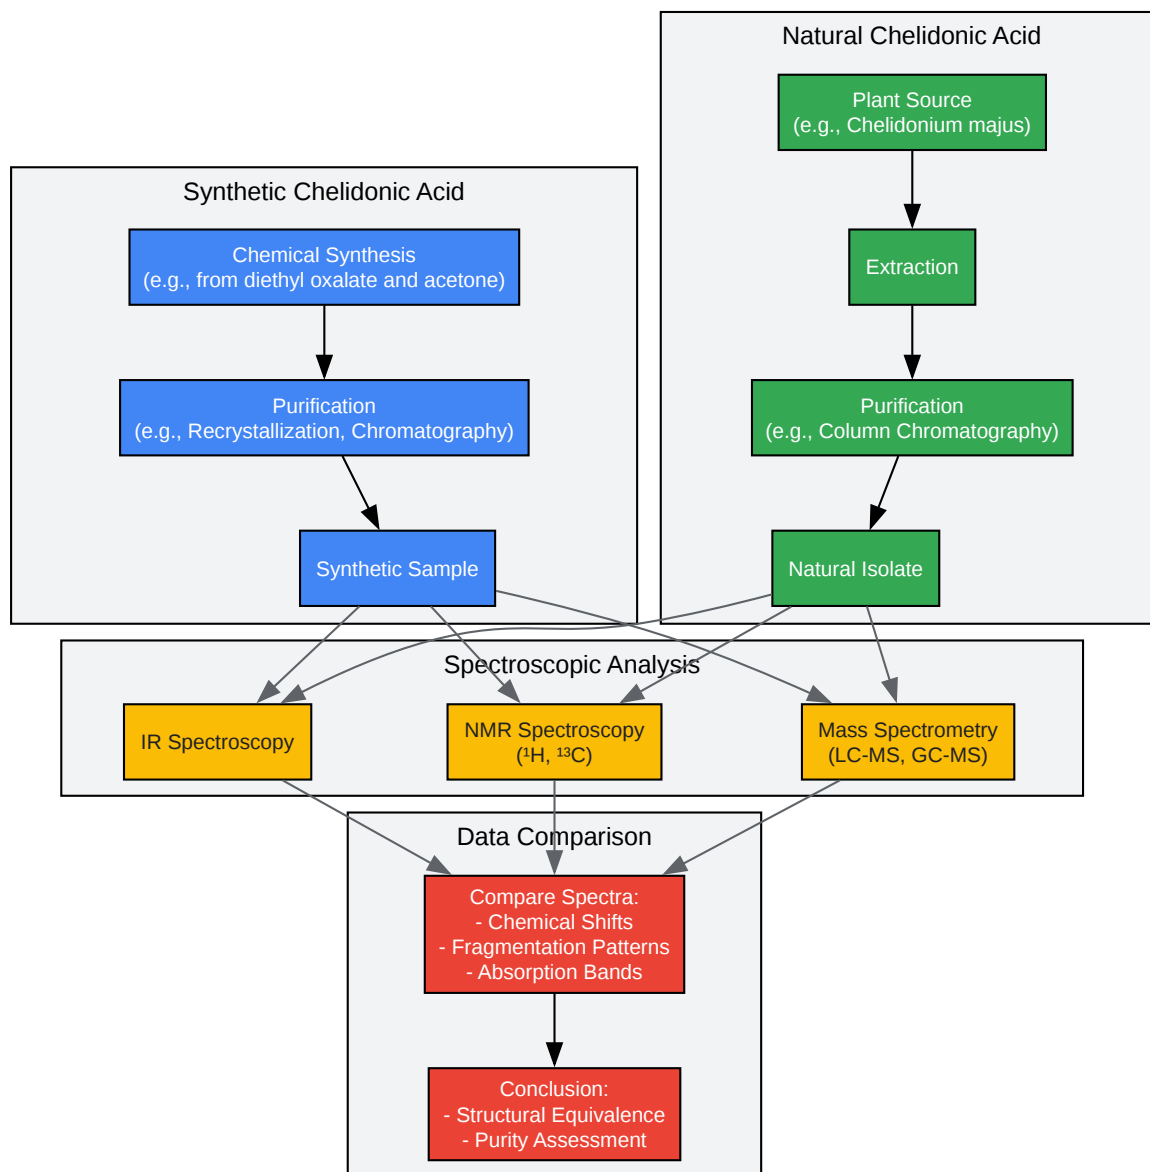 Natural Chelidonic Acid
Plant Source
(e.g., Chelidonium majus)
Extraction
Purification
(e.g., Column Chromatography)
Natural Isolate
Synthetic Chelidonic Acid
Chemical Synthesis
(e.g., from diethyl oxalate and acetone)
Purification
(e.g., Recrystallization, Chromatography)
Synthetic Sample
Spectroscopic Analysis
IR Spectroscopy
NMR Spectroscopy
(¹H, ¹³C)
Mass Spectrometry
(LC-MS, GC-MS)
Data Comparison
Compare Spectra:
- Chemical Shifts
- Fragmentation Patterns
- Absorption Bands
Conclusion:
- Structural Equivalence
- Purity Assessment